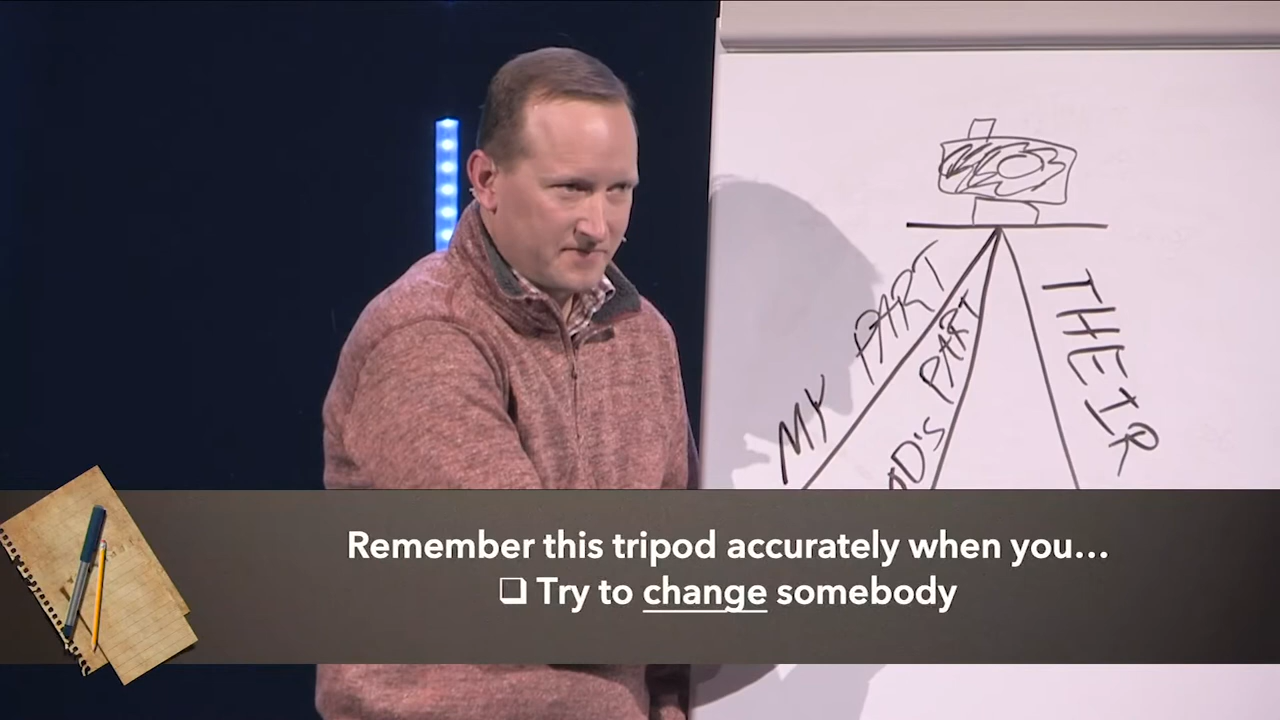 MY PART
PART
THEIR
Remember this tripod accurately when you...
❑ Try to change somebody